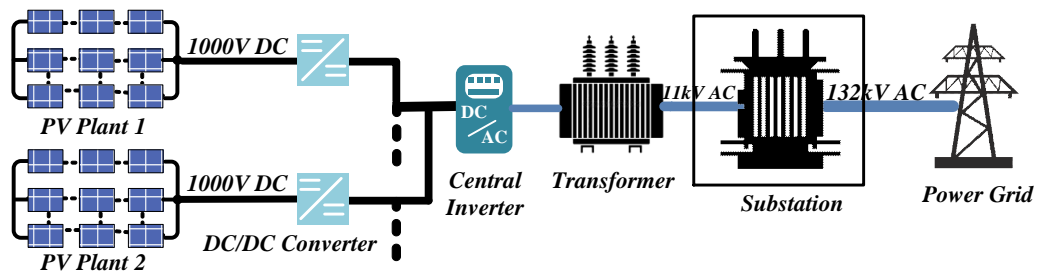 1000V DC
PV Plant 1
1000V DC
DC/DC Converter
PV Plant 2
DC
AC
Central
Inverter
Transformer
11kV AC
Substation
132kV AC
Power Grid